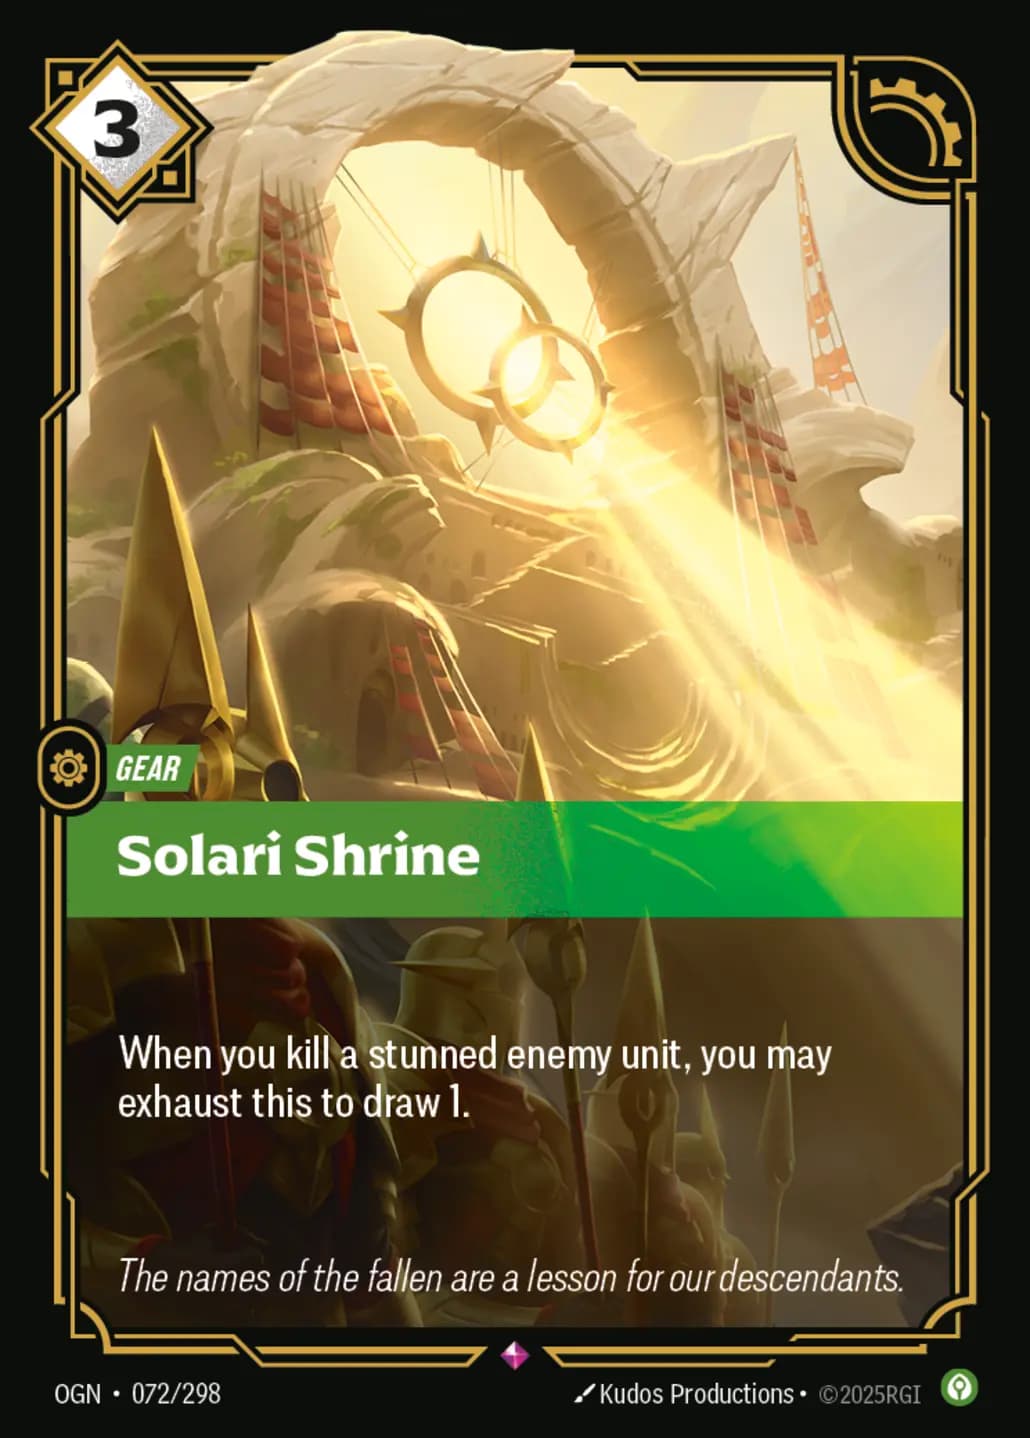 3
GEAR
Solari Shrine
When you kill a stunned enemy unit, you may
exhaust this to draw 1.
The names of the fallen are a lesson for our descendants.
OGN • 072/298
Kudos Productions • ©2025RGI